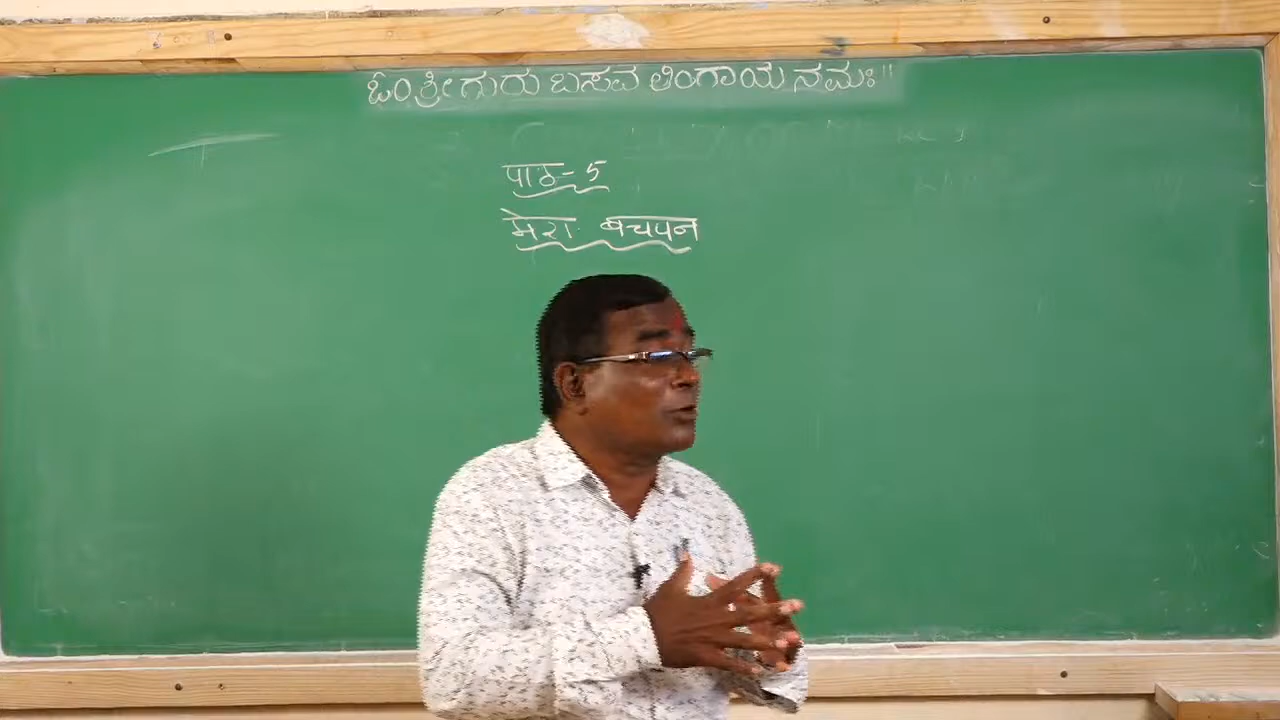 ಓಂ ಶ್ರೀ ಗುರು ಬಸವ ಲಿಂಗಾಯ ನಮಃ"
पाठ- 5
मेरा बचपन